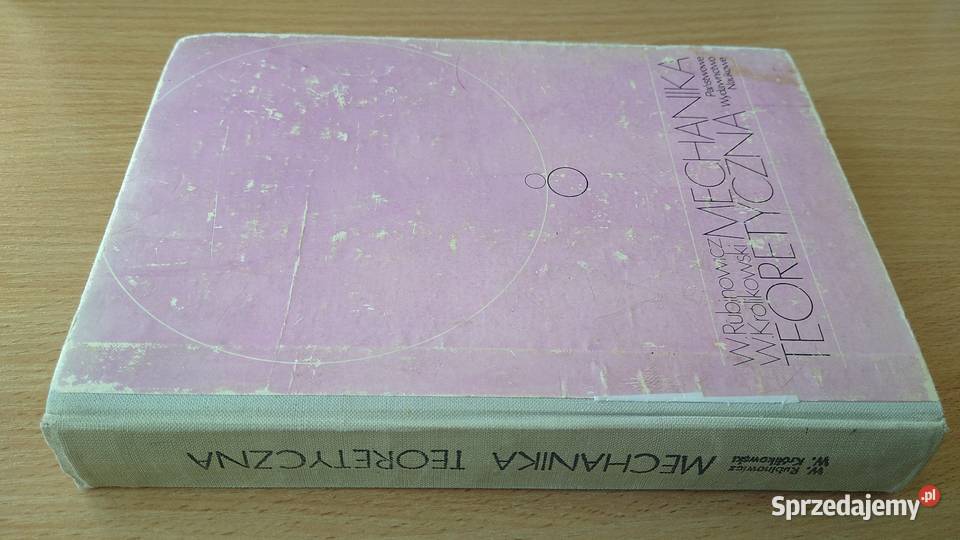 W Rubinowicz
W Królikowski
MECHANIKA
TEORETYCZNA
Państwowe
Wydawnictwo
Naukowe
W. Rubinowicz
W. Królikowski
MECHANIKA TEORETYCZNA
Sprzedajemy.pl